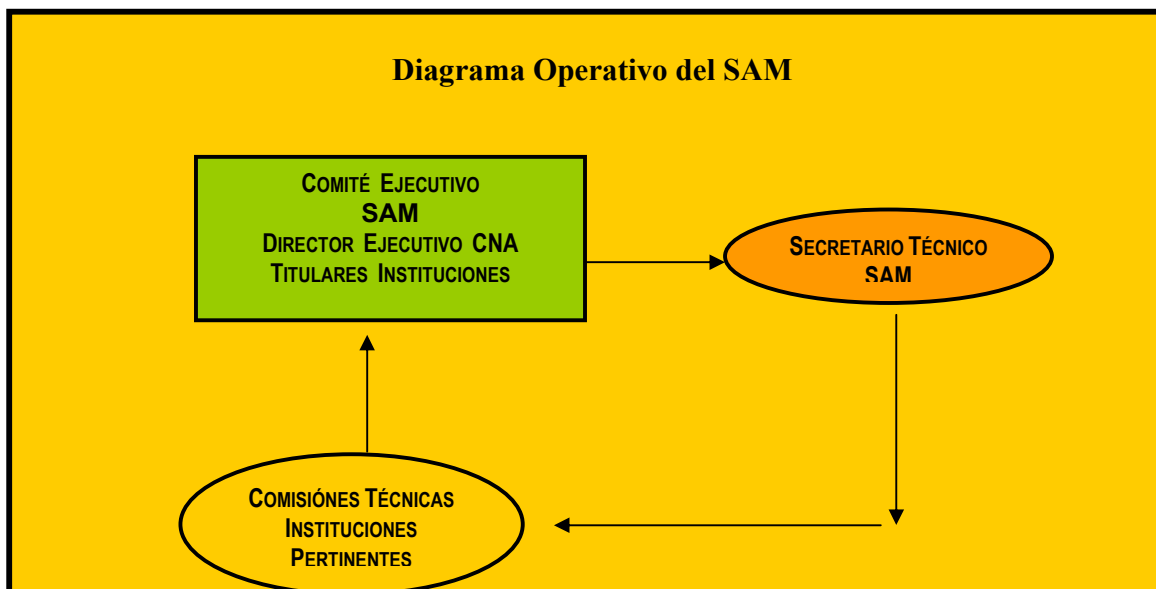 Diagrama Operativo del SAM
COMITÉ EJECUTIVO
SAM
DIRECTOR EJECUTIVO CNA
TITULARES INSTITUCIONES
SECRETARIO TÉCNICO
SAM
COMISIÓNES TÉCNICAS
INSTITUCIONES
PERTINENTES